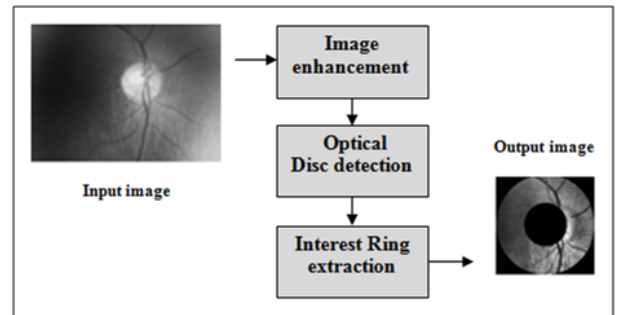 Image
enhancement
Optical
Disc detection
Output image
Input image
Interest Ring
extraction